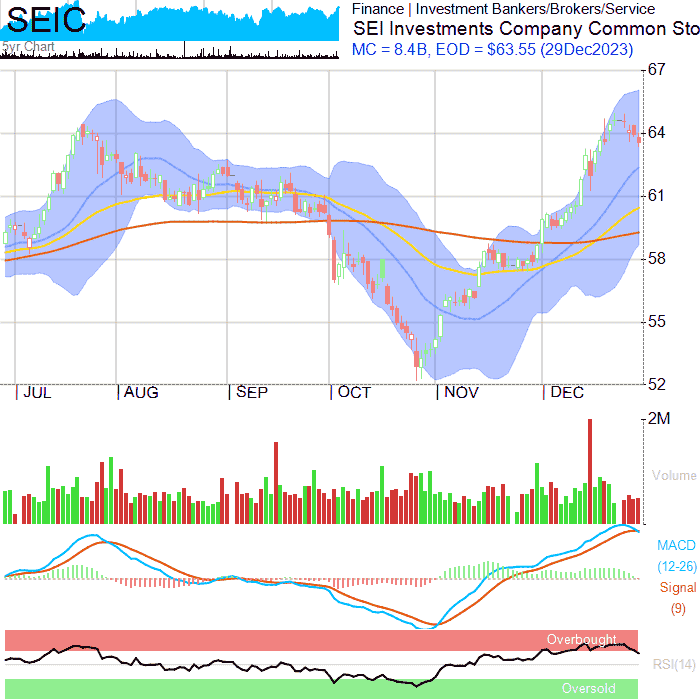 SEIC
5yr Chart
Finance | Investment Bankers/Brokers/Service
SEI Investments Company Common Sto
MC = 8.4B, EOD = $63.55 (29Dec2023)
67
64
61
58
55
52
JUL AUG SEP OCT NOV DEC
2M
Volume
MACD
(12-26)
Signal
(9)
Overbought
RSI(14)
Oversold